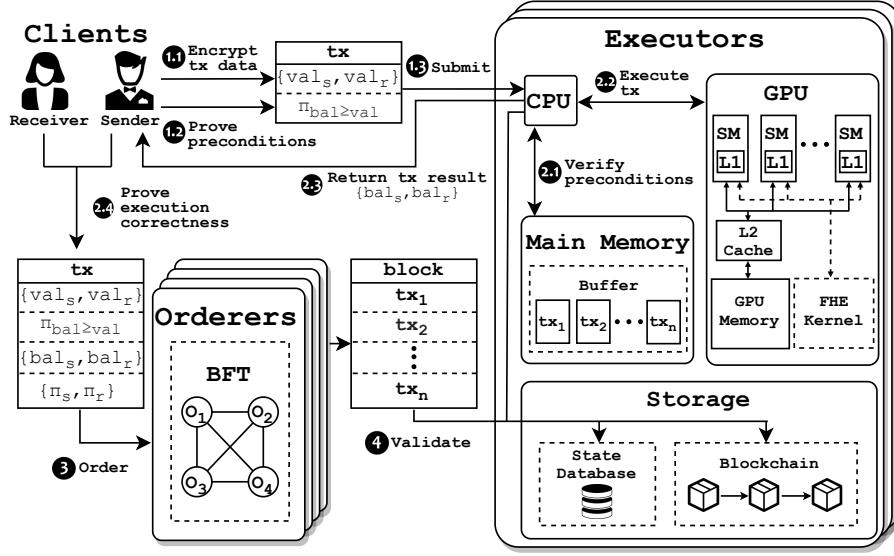 Clients
Receiver Sender
1.1 Encrypt
tx data
1.2 Prove
preconditions
tx
{val_s,val_r}
Π_bal≥val
1.3 Submit
2.3 Return tx result
{bal_s,bal_r}
2.4 Prove
execution
correctness
tx
{val_s,val_r}
Π_bal≥val
{bal_s,bal_r}
{Π_s,Π_r}
3 Order
Orderers
BFT
O_1 O_2
O_3 O_4
block
tx_1
tx_2
tx_n
4 Validate
Executors
CPU
2.2 Execute
tx
2.1 Verify
preconditions
GPU
SM SM SM
L1 L1 L1
L2
Cache
GPU
Memory
FHE
Kernel
Main Memory
Buffer
tx_1 tx_2 tx_n
Storage
State
Database
Blockchain